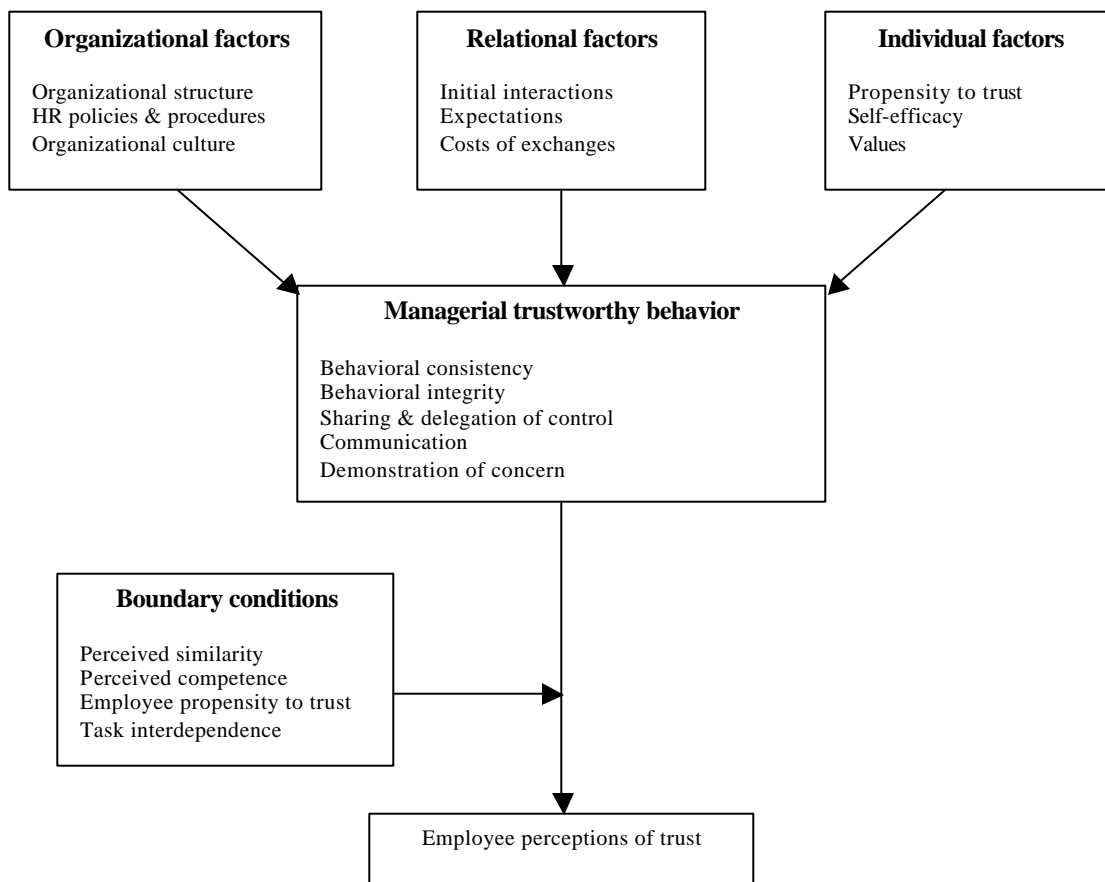 Organizational factors
Organizational structure
HR policies & procedures
Organizational culture
Relational factors
Initial interactions
Expectations
Costs of exchanges
Individual factors
Propensity to trust
Self-efficacy
Values
Managerial trustworthy behavior
Behavioral consistency
Behavioral integrity
Sharing & delegation of control
Communication
Demonstration of concern
Boundary conditions
Perceived similarity
Perceived competence
Employee propensity to trust
Task interdependence
Employee perceptions of trust